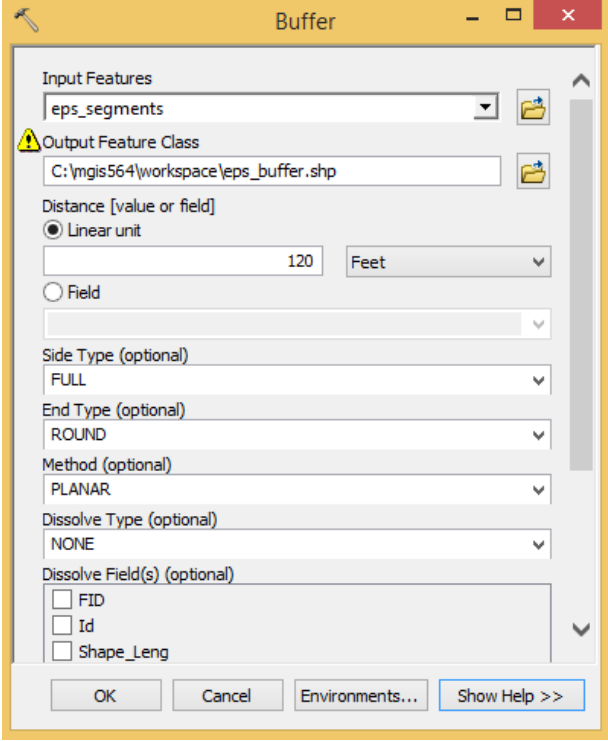 Buffer
Input Features
eps_segments
Output Feature Class
C:\mgis564\workspace\eps_buffer.shp
Distance [value or field]
Linear unit
120 Feet
Field
Side Type (optional)
FULL
End Type (optional)
ROUND
Method (optional)
PLANAR
Dissolve Type (optional)
NONE
Dissolve Field(s) (optional)
FID
Id
Shape_Leng
OK Cancel Environments... Show Help >>